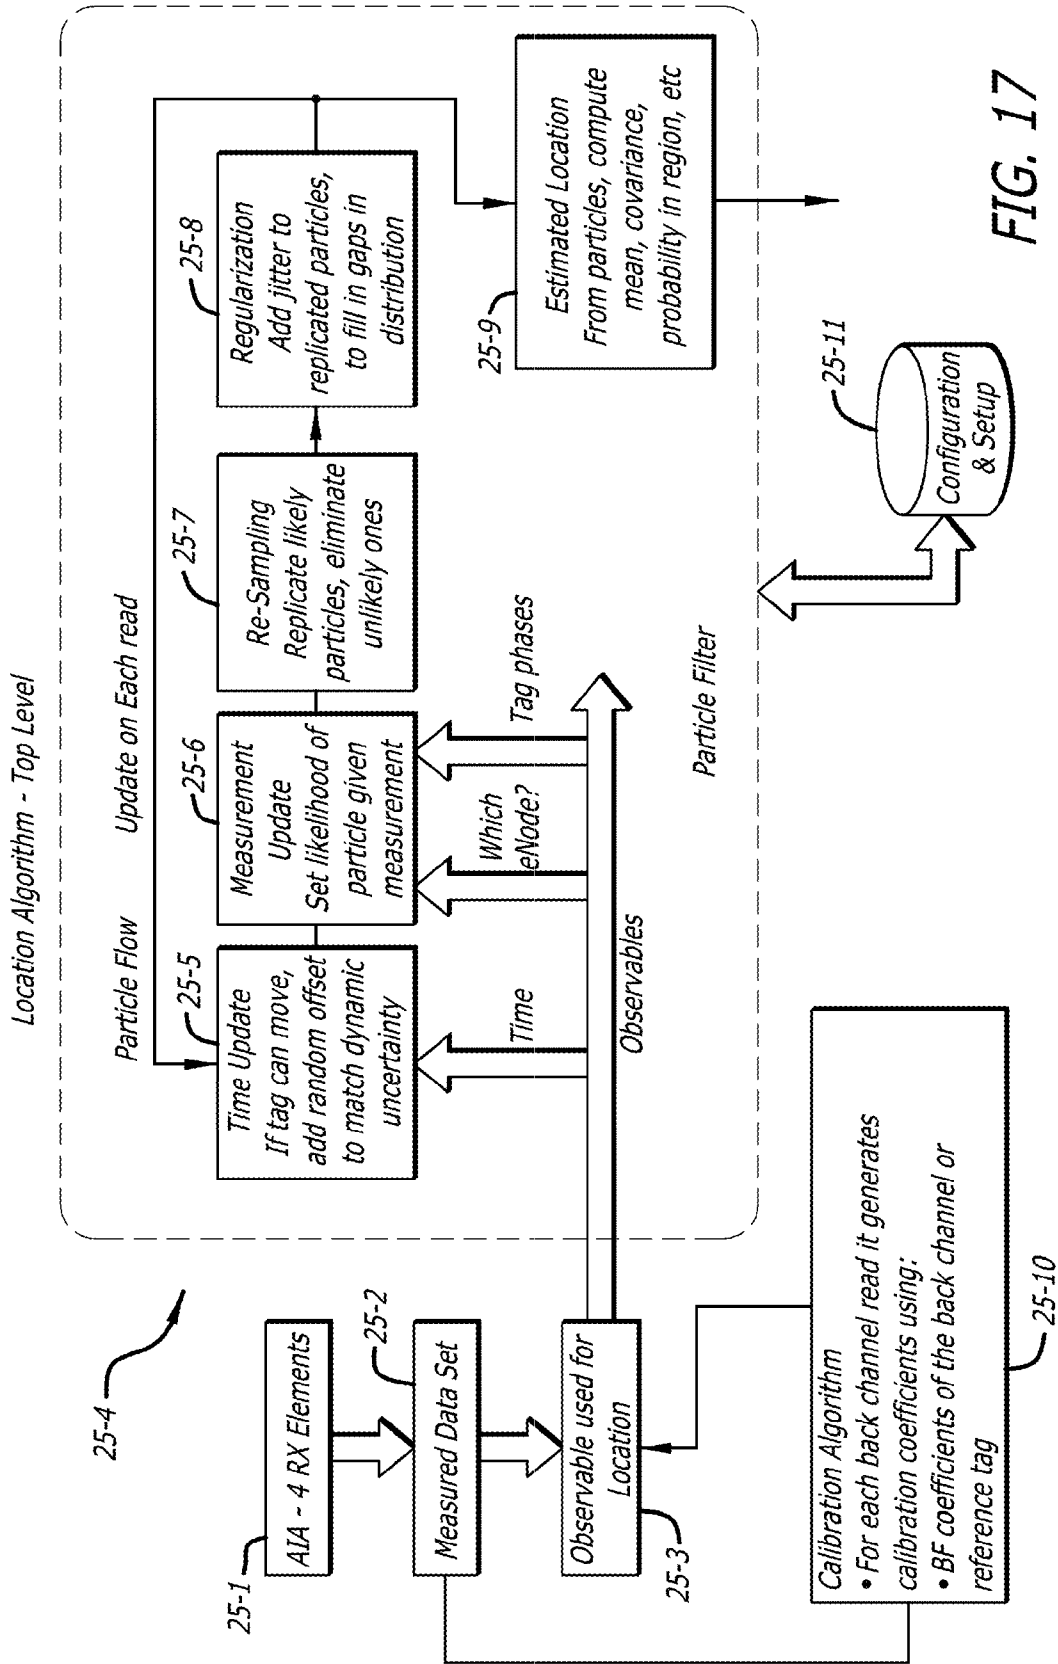 Location Algorithm - Top Level
Particle Flow
Update on Each read
25-4
25-1
AIA - 4 RX Elements
25-2
Measured Data Set
Observable used for
Location
25-3
25-5
Time Update
If tag can move,
add random offset
to match dynamic
uncertainty
25-6
Measurement
Update
Set likelihood of
particle given
measurement
25-7
Re-Sampling
Replicate likely
particles, eliminate
unlikely ones
25-8
Regularization
Add jitter to
replicated particles,
to fill in gaps in
distribution
Time
Which
eNode?
Tag phases
Observables
25-9
Estimated Location
From particles, compute
mean, covariance,
probability in region, etc
Particle Filter
Calibration Algorithm
• For each back channel read it generates
calibration coefficients using:
• BF coefficients of the back channel or
reference tag
25-10
25-11
Configuration
& Setup
FIG. 17